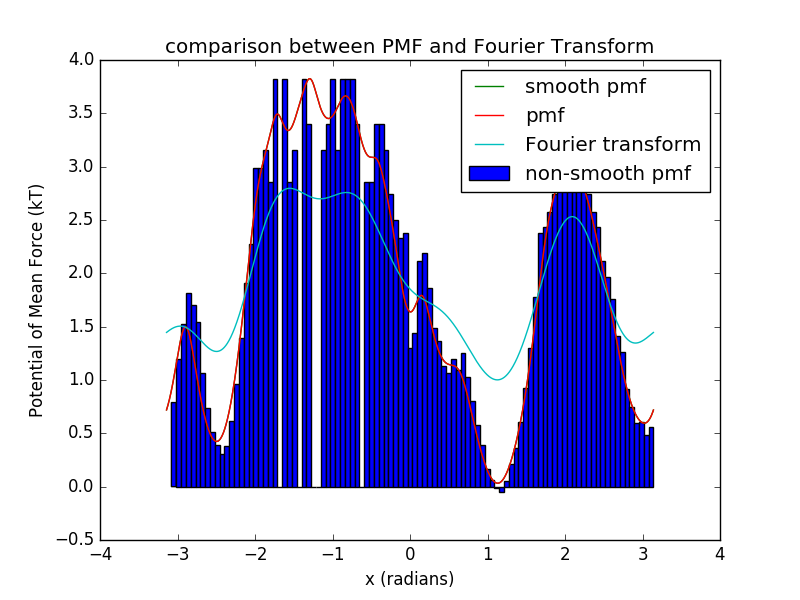 comparison between PMF and Fourier Transform
4.0
3.5
3.0
2.5
2.0
1.5
1.0
0.5
0.0
−0.5
Potential of Mean Force (kT)
smooth pmf
pmf
Fourier transform
non-smooth pmf
−4 −3 −2 −1 0 1 2 3 4
x (radians)